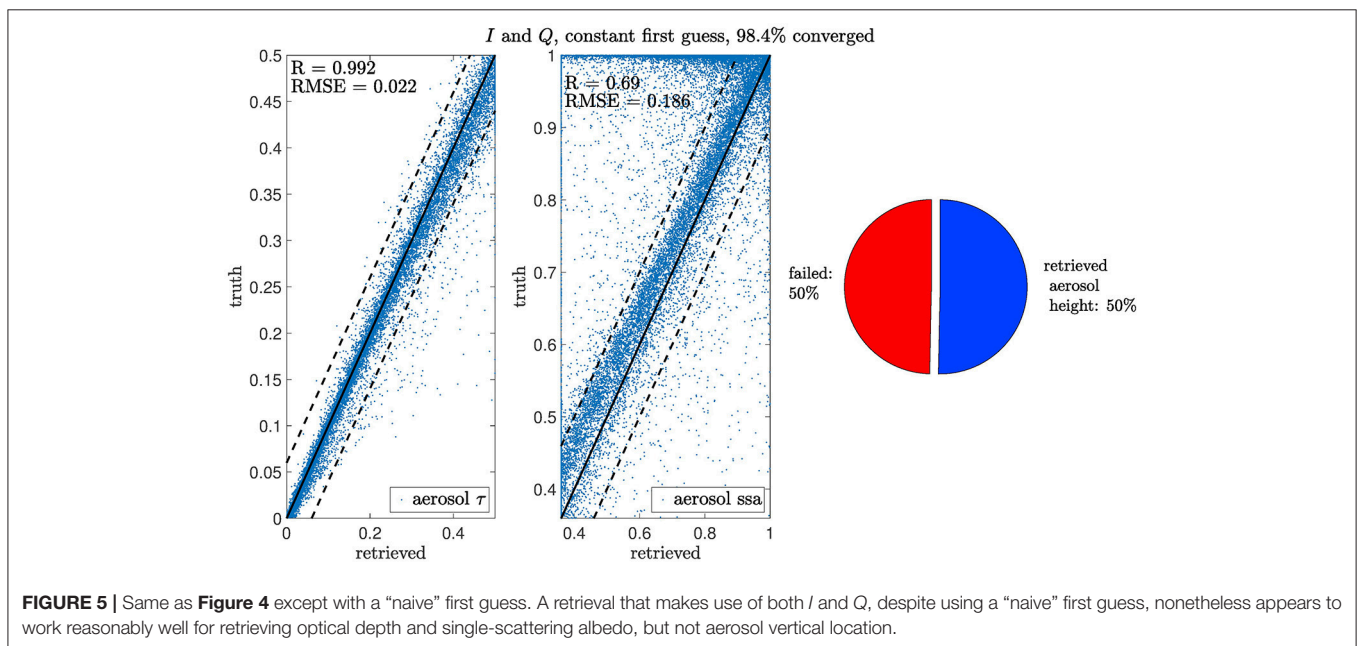 I and Q, constant first guess, 98.4% converged
R = 0.992
RMSE = 0.022
0.5
0.45
0.4
0.35
0.3
0.25
0.2
0.15
0.1
0.05
0
truth
0 0.2 0.4
retrieved
aerosol τ
R = 0.69
RMSE = 0.186
1
0.9
0.8
0.7
0.6
0.5
0.4
truth
0.4 0.6 0.8 1
retrieved
aerosol ssa
failed:
50%
retrieved
aerosol
height: 50%
FIGURE 5 | Same as Figure 4 except with a “naive” first guess. A retrieval that makes use of both I and Q, despite using a “naive” first guess, nonetheless appears to
work reasonably well for retrieving optical depth and single-scattering albedo, but not aerosol vertical location.